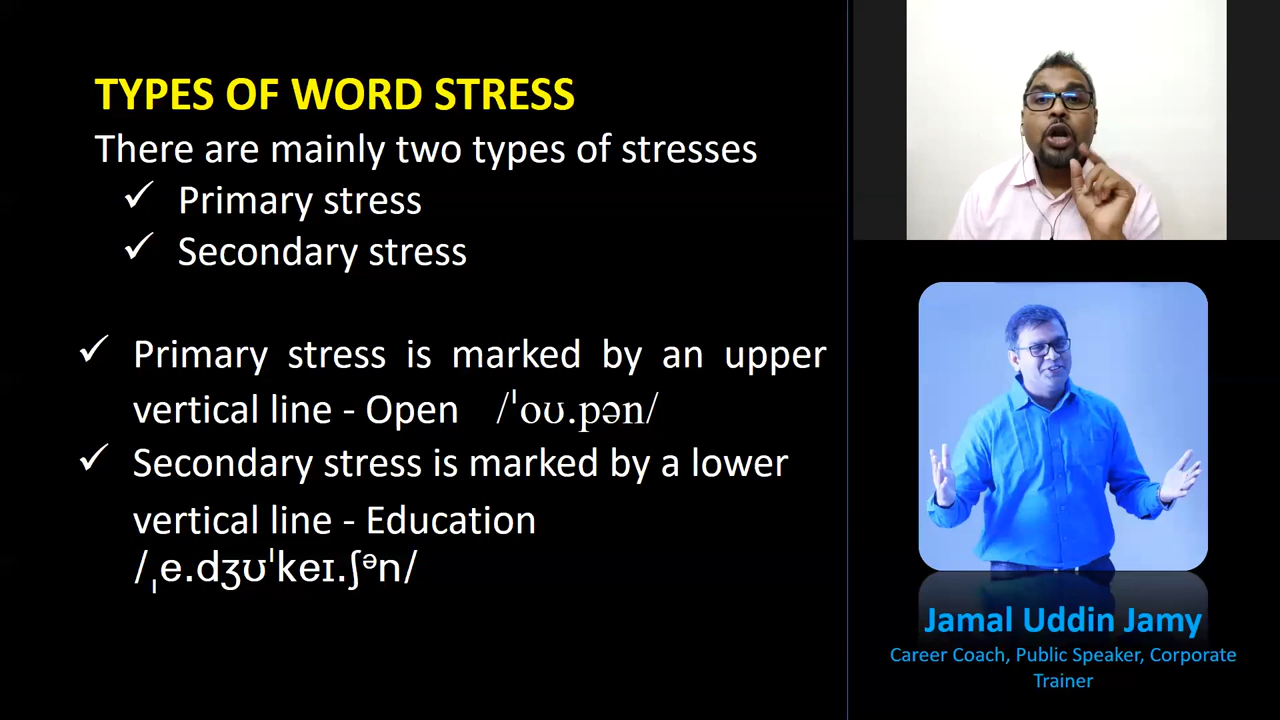 TYPES OF WORD STRESS
There are mainly two types of stresses
✓ Primary stress
✓ Secondary stress
✓ Primary stress is marked by an upper
vertical line - Open /ˈoʊ.pən/
✓ Secondary stress is marked by a lower
vertical line - Education
/ˌe.dʒʊˈkeɪ.ʃᵊn/
Jamal Uddin Jamy
Career Coach, Public Speaker, Corporate
Trainer